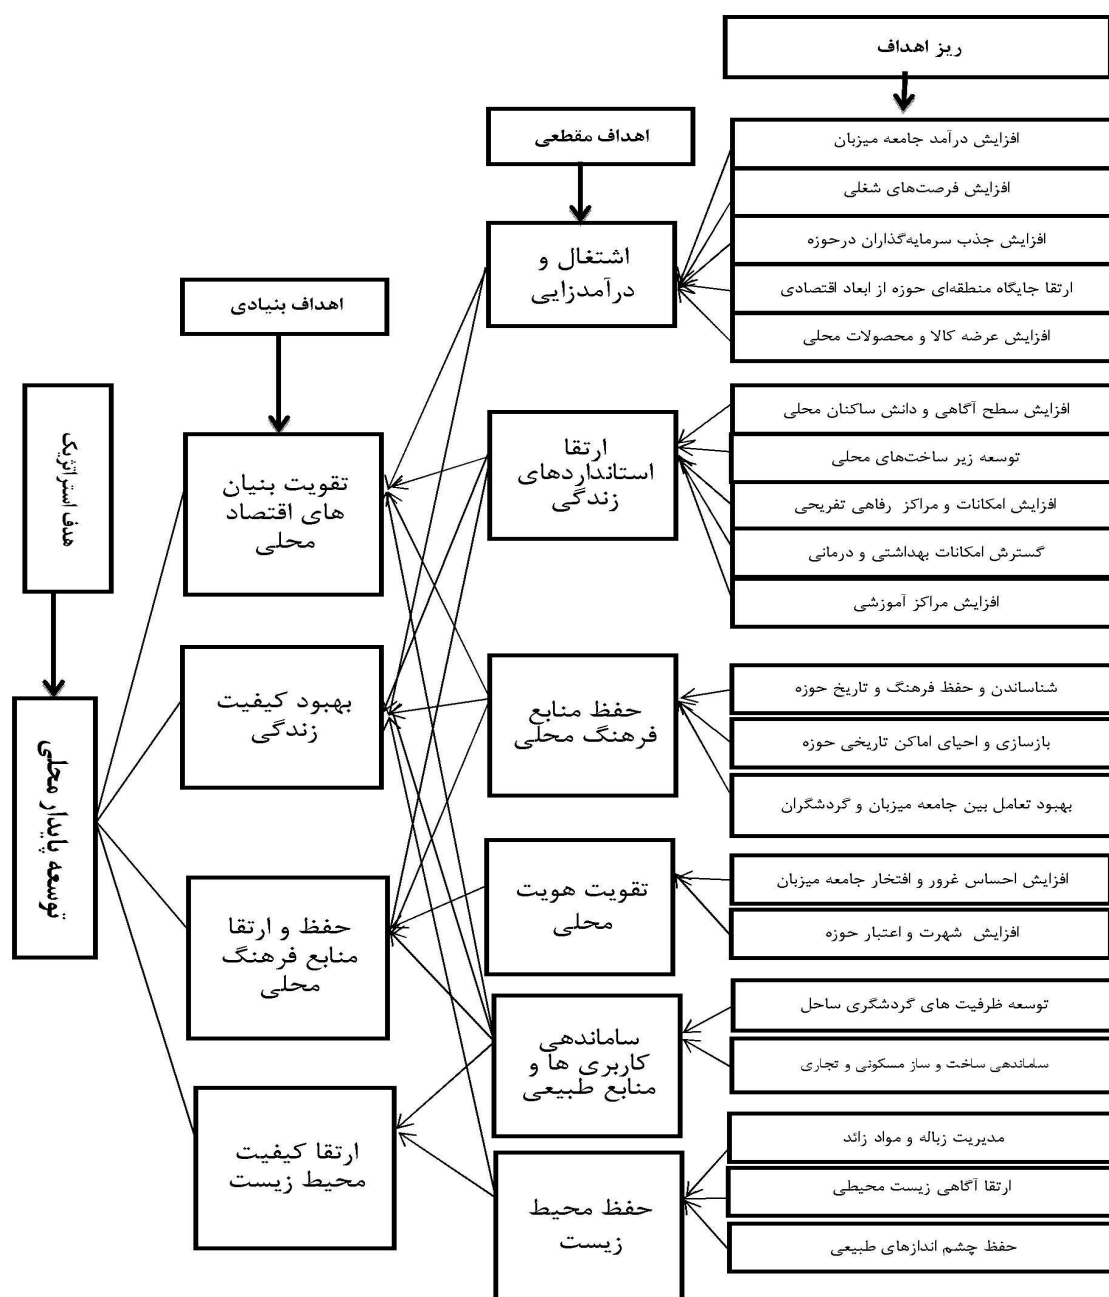 ریز اهداف
افزایش درآمد جامعه میزبان
افزایش فرصت‌های شغلی
افزایش جذب سرمایه‌گذاران درحوزه
ارتقا جایگاه منطقه‌ای حوزه از ابعاد اقتصادی
افزایش عرضه کالا و محصولات محلی
افزایش سطح آگاهی و دانش ساکنان محلی
توسعه زیر ساخت‌های محلی
افزایش امکانات و مراکز رفاهی تفریحی
گسترش امکانات بهداشتی و درمانی
افزایش مراکز آموزشی
شناساندن و حفظ فرهنگ و تاریخ حوزه
بازسازی و احیای اماکن تاریخی حوزه
بهبود تعامل بین جامعه میزبان و گردشگران
افزایش احساس غرور و افتخار جامعه میزبان
افزایش شهرت و اعتبار حوزه
توسعه ظرفیت های گردشگری ساحل
ساماندهی ساخت و ساز مسکونی و تجاری
مدیریت زباله و مواد زائد
ارتقا آگاهی زیست محیطی
حفظ چشم اندازهای طبیعی
اهداف مقطعی
اشتغال و
درآمدزایی
ارتقا
استانداردهای
زندگی
حفظ منابع
فرهنگ محلی
تقویت هویت
محلی
ساماندهی
کاربری ها و
منابع طبیعی
حفظ محیط
زیست
اهداف بنیادی
تقویت بنیان
های اقتصاد
محلی
بهبود کیفیت
زندگی
حفظ و ارتقا
منابع فرهنگ
محلی
ارتقا کیفیت
محیط زیست
هدف استراتژیک
توسعه پایدار محلی